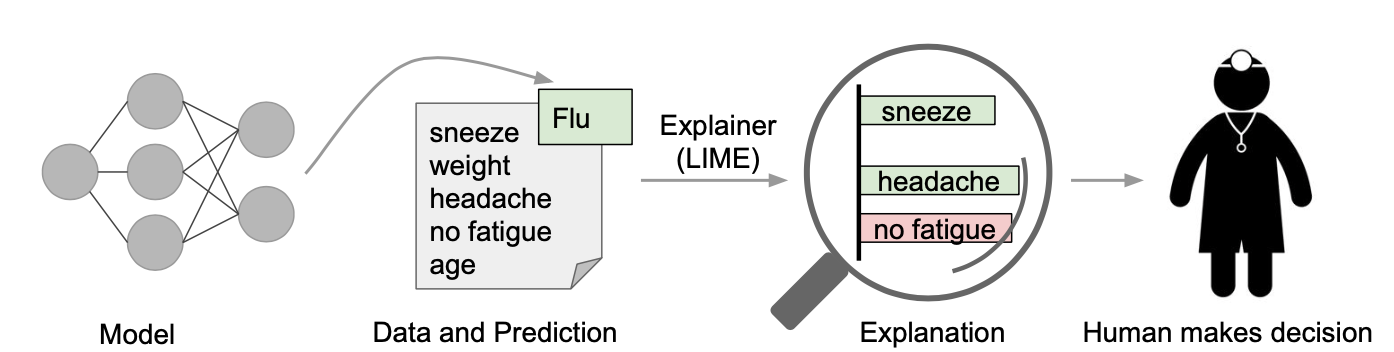 Flu
sneeze
weight
headache
no fatigue
age
Explainer
(LIME)
sneeze
headache
no fatigue
Model
Data and Prediction
Explanation
Human makes decision